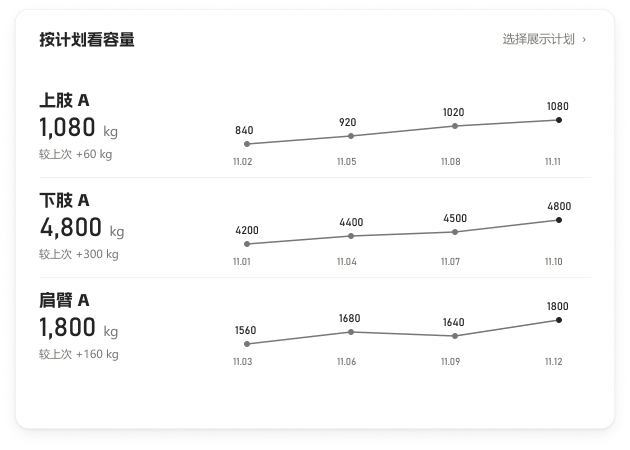 按计划看容量
选择展示计划 ›
上肢 A
1,080 kg
较上次 +60 kg
840 920 1020 1080
11.02 11.05 11.08 11.11
下肢 A
4,800 kg
较上次 +300 kg
4200 4400 4500 4800
11.01 11.04 11.07 11.10
肩臂 A
1,800 kg
较上次 +160 kg
1560 1680 1640 1800
11.03 11.06 11.09 11.12